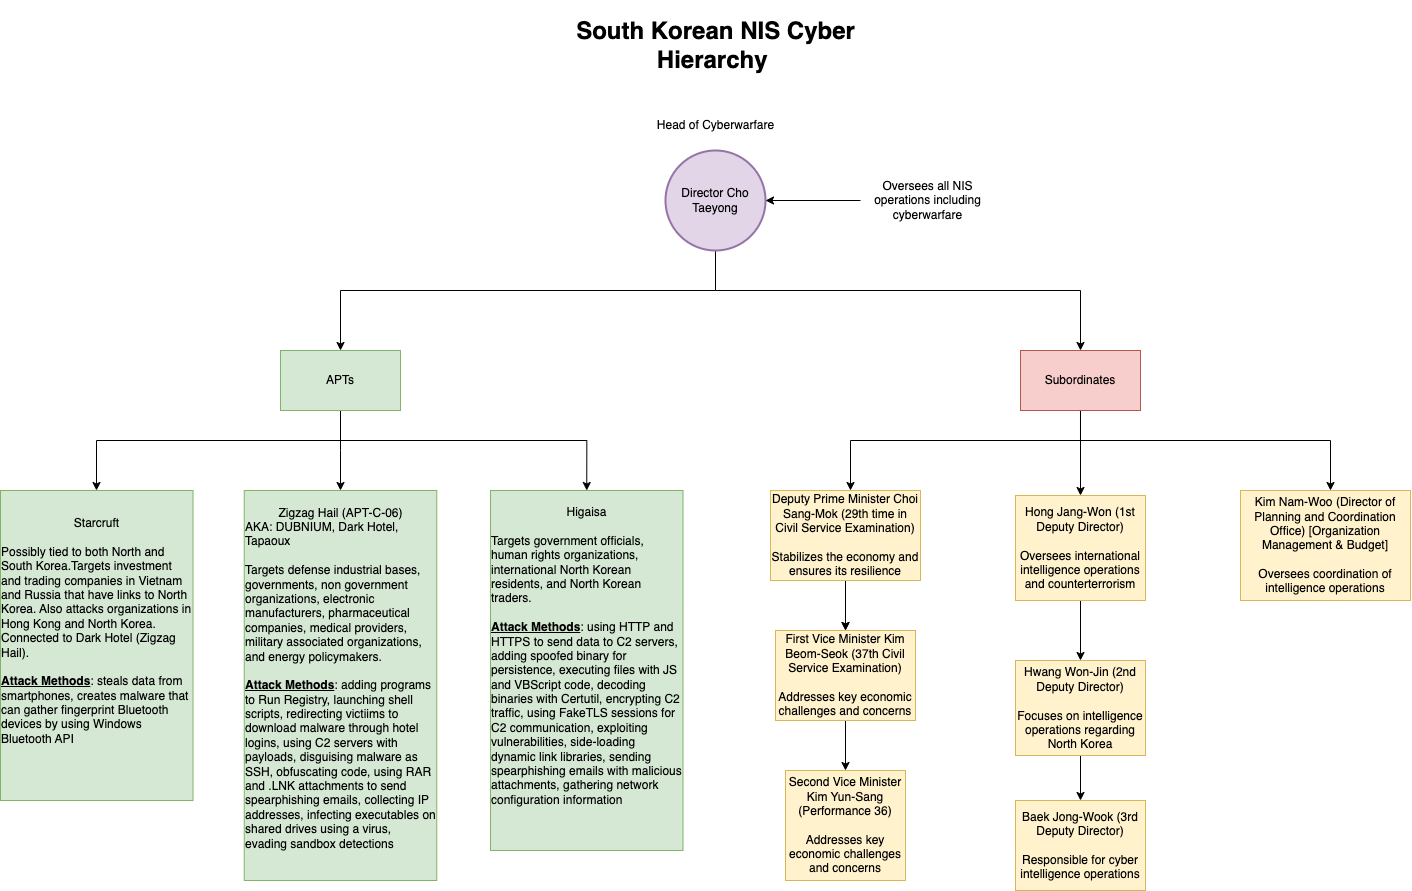 South Korean NIS Cyber
Hierarchy
Head of Cyberwarfare
Director Cho
Taeyong
Oversees all NIS
operations including
cyberwarfare
APTs
Subordinates
Starcruft
Possibly tied to both North and
South Korea.Targets investment
and trading companies in Vietnam
and Russia that have links to North
Korea. Also attacks organizations in
Hong Kong and North Korea.
Connected to Dark Hotel (Zigzag
Hail).
Attack Methods: steals data from
smartphones, creates malware that
can gather fingerprint Bluetooth
devices by using Windows
Bluetooth API
Zigzag Hail (APT-C-06)
AKA: DUBNIUM, Dark Hotel,
Tapaoux
Targets defense industrial bases,
governments, non government
organizations, electronic
manufacturers, pharmaceutical
companies, medical providers,
military associated organizations,
and energy policymakers.
Attack Methods: adding programs
to Run Registry, launching shell
scripts, redirecting victiims to
download malware through hotel
logins, using C2 servers with
payloads, disguising malware as
SSH, obfuscating code, using RAR
and .LNK attachments to send
spearphishing emails, collecting IP
addresses, infecting executables on
shared drives using a virus,
evading sandbox detections
Higaisa
Targets government officials,
human rights organizations,
international North Korean
residents, and North Korean
traders.
Attack Methods: using HTTP and
HTTPS to send data to C2 servers,
adding spoofed binary for
persistence, executing files with JS
and VBScript code, decoding
binaries with Certutil, encrypting C2
traffic, using FakeTLS sessions for
C2 communication, exploiting
vulnerabilities, side-loading
dynamic link libraries, sending
spearphishing emails with malicious
attachments, gathering network
configuration information
Deputy Prime Minister Choi
Sang-Mok (29th time in
Civil Service Examination)
Stabilizes the economy and
ensures its resilience
First Vice Minister Kim
Beom-Seok (37th Civil
Service Examination)
Addresses key economic
challenges and concerns
Second Vice Minister
Kim Yun-Sang
(Performance 36)
Addresses key
economic challenges
and concerns
Hong Jang-Won (1st
Deputy Director)
Oversees international
intelligence operations
and counterterrorism
Hwang Won-Jin (2nd
Deputy Director)
Focuses on intelligence
operations regarding
North Korea
Baek Jong-Wook (3rd
Deputy Director)
Responsible for cyber
intelligence operations
Kim Nam-Woo (Director of
Planning and Coordination
Office) [Organization
Management & Budget]
Oversees coordination of
intelligence operations